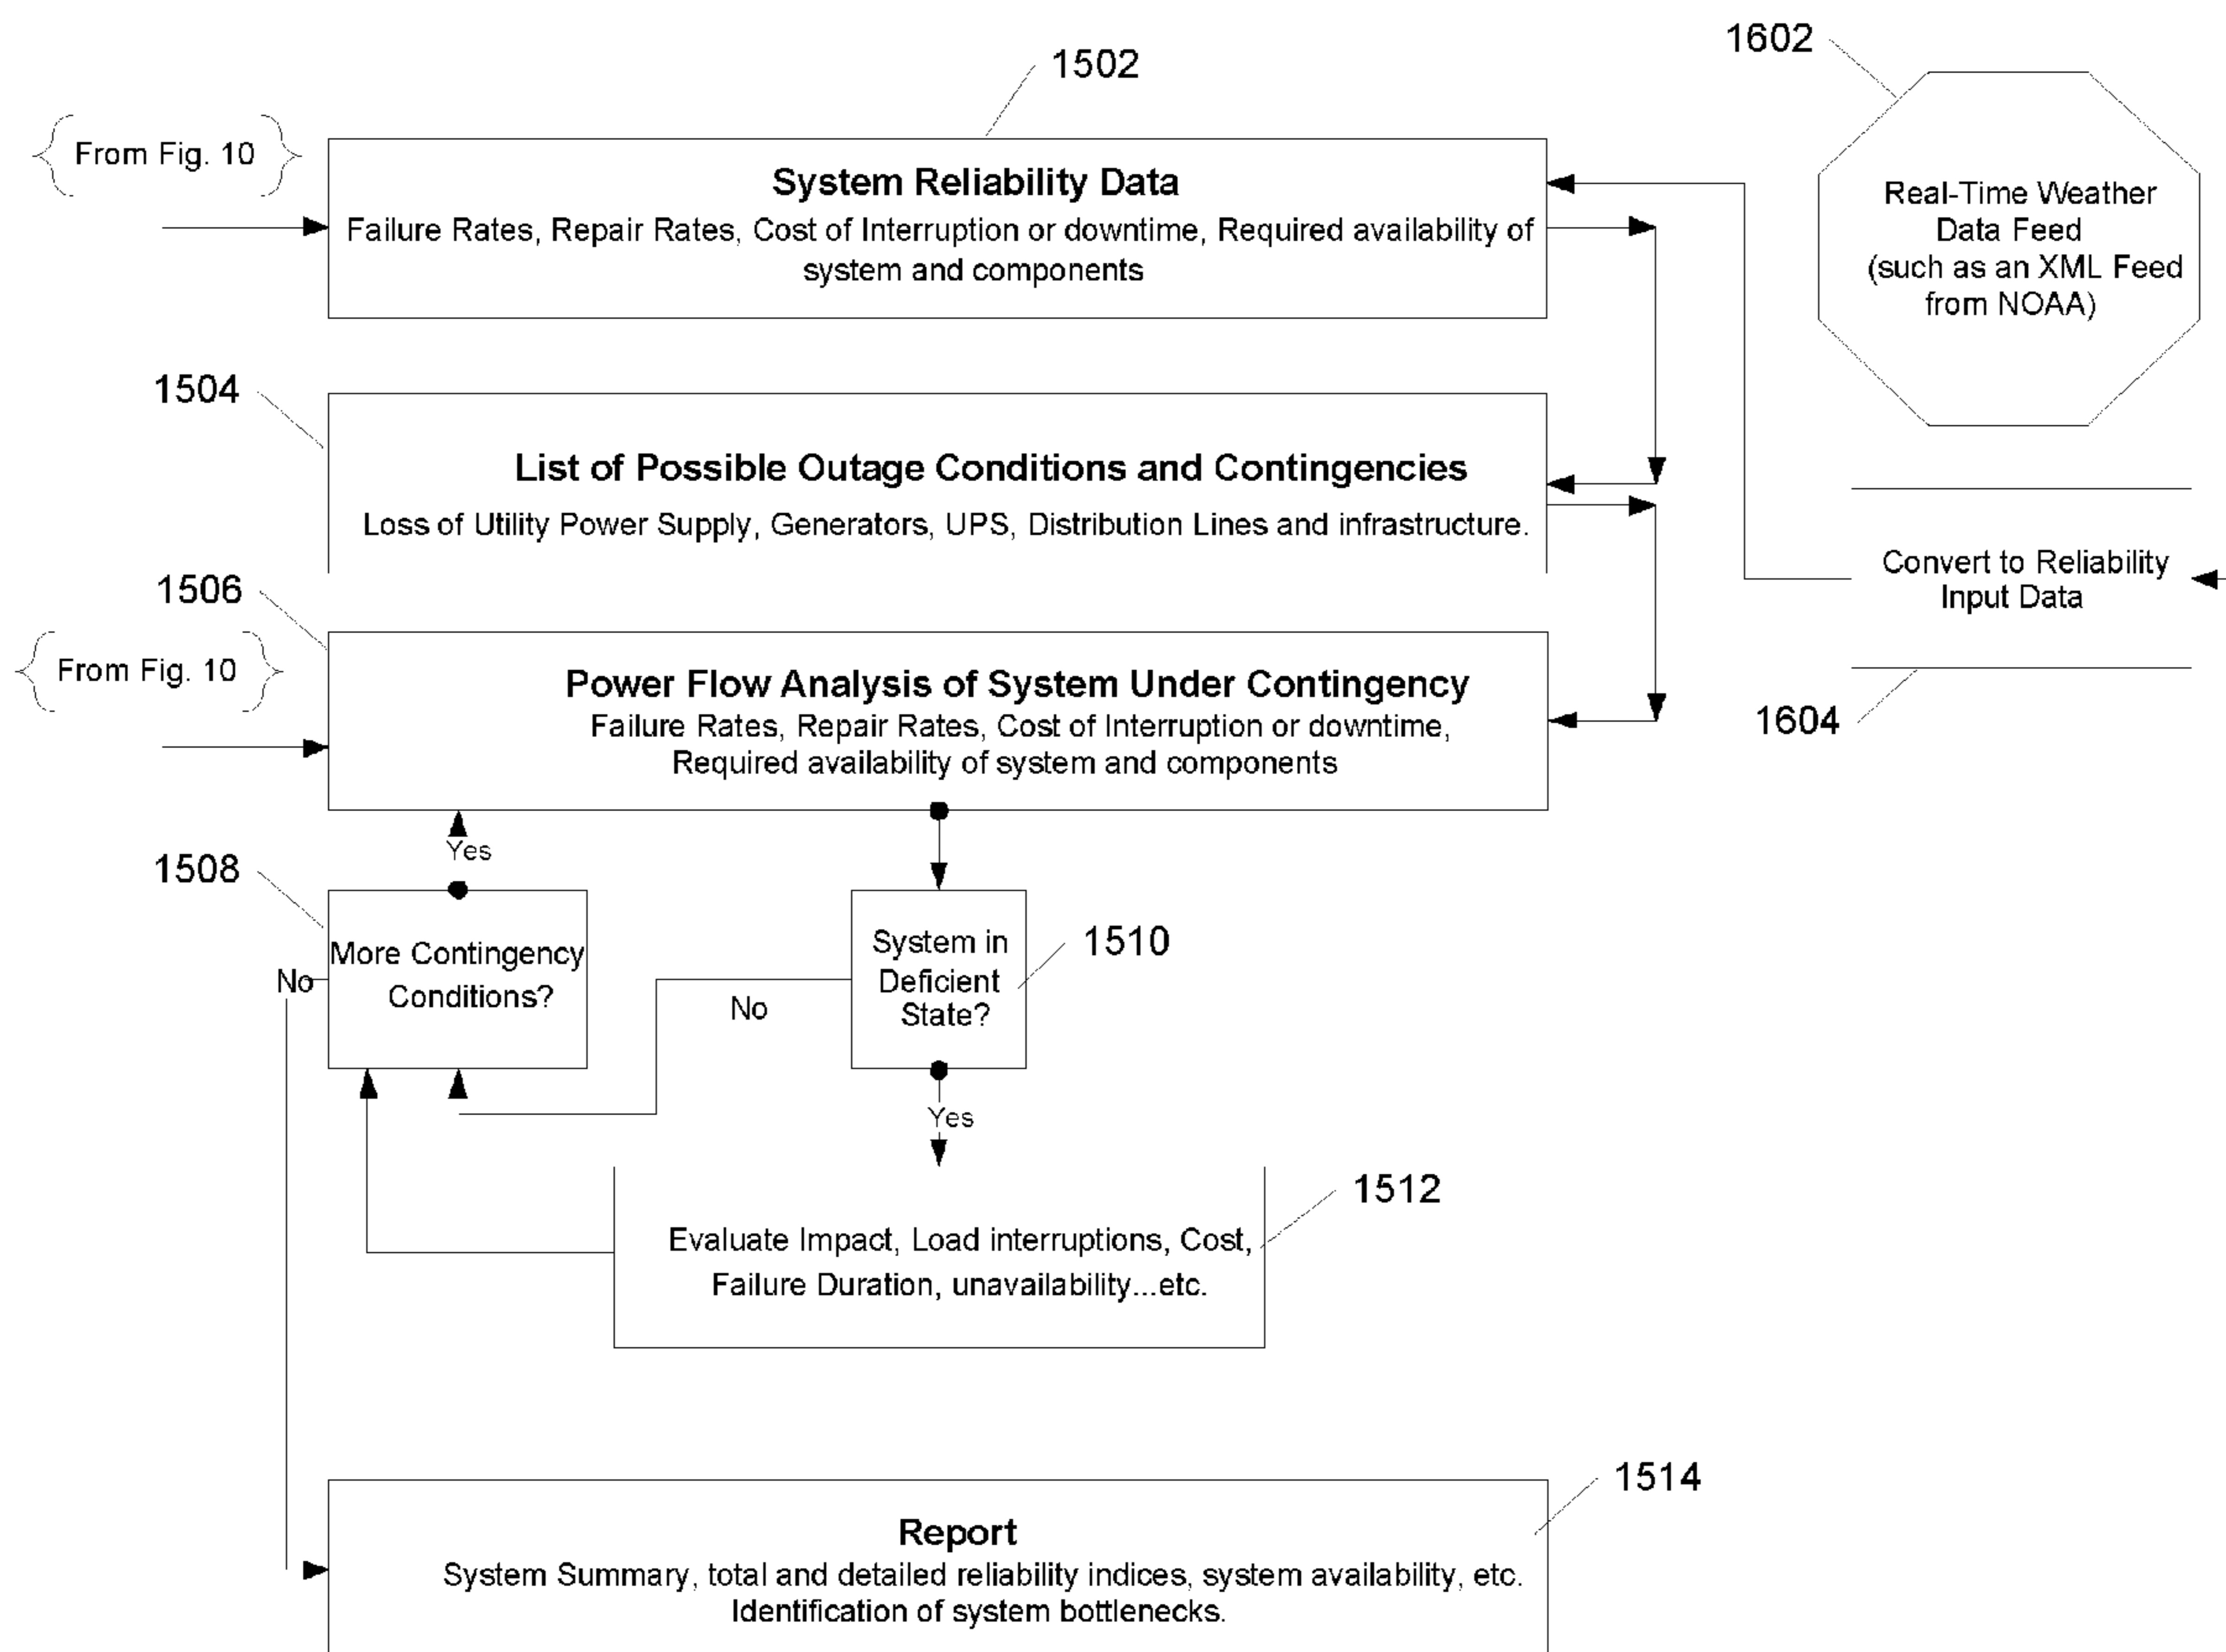 1502
1602
From Fig. 10
System Reliability Data
Failure Rates, Repair Rates, Cost of Interruption or downtime, Required availability of
system and components
Real-Time Weather
Data Feed
(such as an XML Feed
from NOAA)
1504
List of Possible Outage Conditions and Contingencies
Loss of Utility Power Supply, Generators, UPS, Distribution Lines and infrastructure.
Convert to Reliability
Input Data
1604
1506
From Fig. 10
Power Flow Analysis of System Under Contingency
Failure Rates, Repair Rates, Cost of Interruption or downtime,
Required availability of system and components
Yes
1508
More Contingency
Conditions?
No
No
System in
Deficient
State?
1510
Yes
1512
Evaluate Impact, Load interruptions, Cost,
Failure Duration, unavailability...etc.
1514
Report
System Summary, total and detailed reliability indices, system availability, etc.
Identification of system bottlenecks.